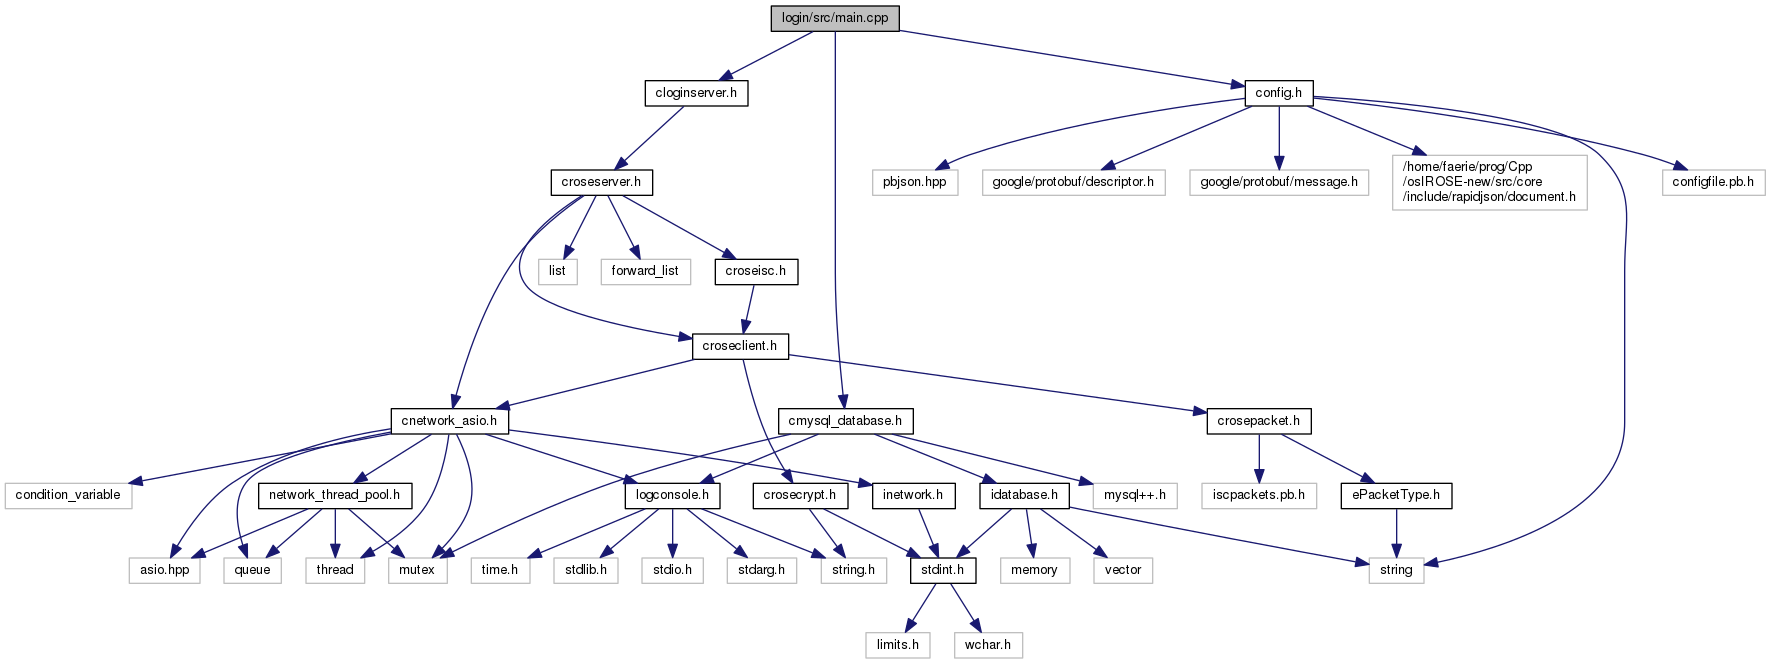 login/src/main.cpp
cloginserver.h
config.h
croseserver.h
pbjson.hpp
google/protobuf/descriptor.h
google/protobuf/message.h
/home/faerie/prog/Cpp
/osIROSE-new/src/core
/include/rapidjson/document.h
configfile.pb.h
list
forward_list
croseisc.h
croseclient.h
cnetwork_asio.h
cmysql_database.h
crosepacket.h
condition_variable
network_thread_pool.h
logconsole.h
crosecrypt.h
inetwork.h
idatabase.h
mysql++.h
iscpackets.pb.h
ePacketType.h
asio.hpp
queue
thread
mutex
time.h
stdlib.h
stdio.h
stdarg.h
string.h
stdint.h
memory
vector
string
limits.h
wchar.h